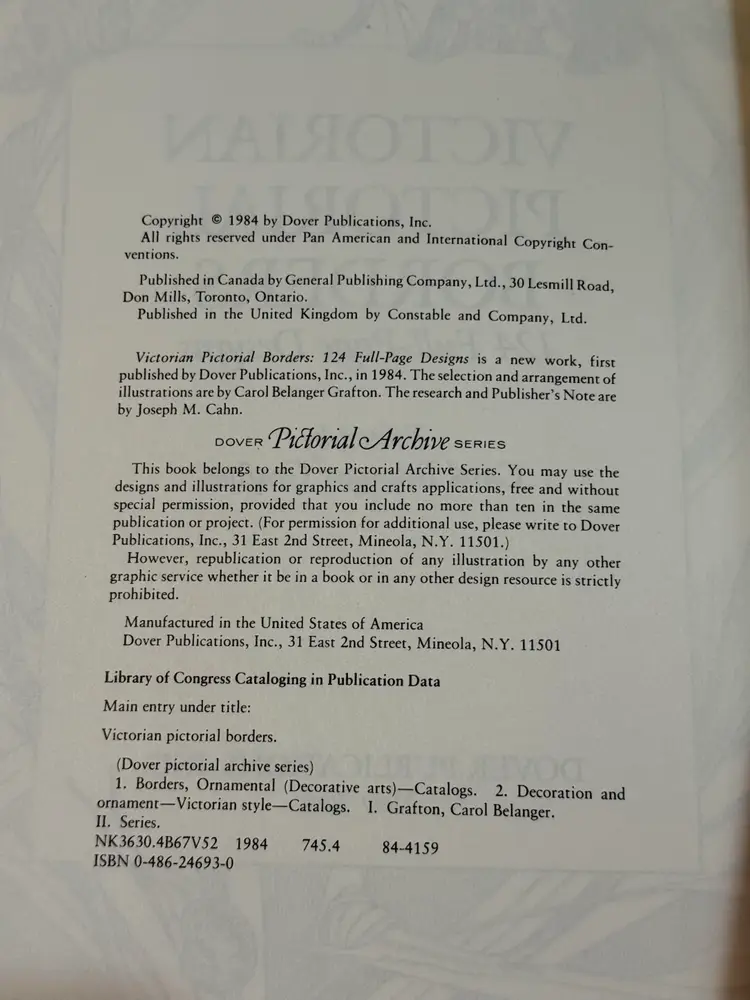 Copyright © 1984 by Dover Publications, Inc.
All rights reserved under Pan American and International Copyright Con-
ventions.
Published in Canada by General Publishing Company, Ltd., 30 Lesmill Road,
Don Mills, Toronto, Ontario.
Published in the United Kingdom by Constable and Company, Ltd.
Victorian Pictorial Borders: 124 Full-Page Designs is a new work, first
published by Dover Publications, Inc., in 1984. The selection and arrangement of
illustrations are by Carol Belanger Grafton. The research and Publisher's Note are
by Joseph M. Cahn.
DOVER Pictorial Archive SERIES
This book belongs to the Dover Pictorial Archive Series. You may use the
designs and illustrations for graphics and crafts applications, free and without
special permission, provided that you include no more than ten in the same
publication or project. (For permission for additional use, please write to Dover
Publications, Inc., 31 East 2nd Street, Mineola, N.Y. 11501.)
However, republication or reproduction of any illustration by any other
graphic service whether it be in a book or in any other design resource is strictly
prohibited.
Manufactured in the United States of America
Dover Publications, Inc., 31 East 2nd Street, Mineola, N.Y. 11501
Library of Congress Cataloging in Publication Data
Main entry under title:
Victorian pictorial borders.
(Dover pictorial archive series)
1. Borders, Ornamental (Decorative arts)—Catalogs. 2. Decoration and
ornament—Victorian style—Catalogs. I. Grafton, Carol Belanger.
II. Series.
NK3630.4B67V52 1984 745.4 84-4159
ISBN 0-486-24693-0